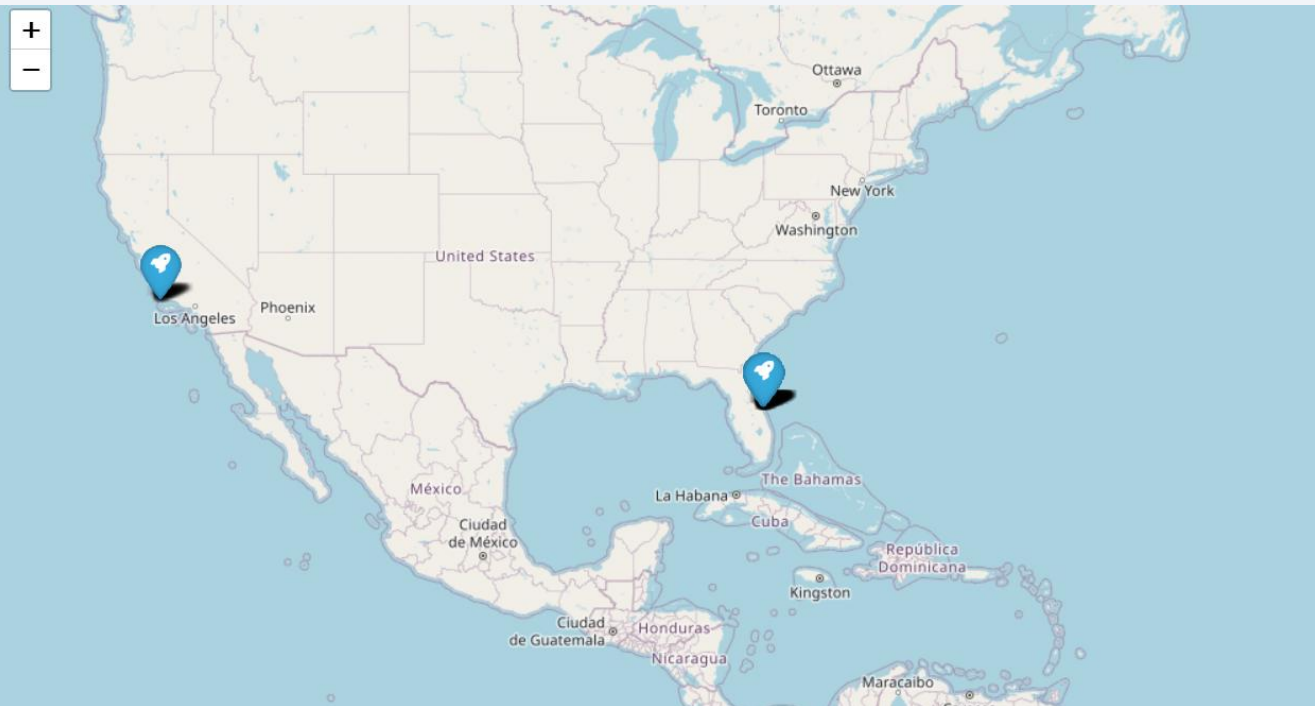 +
−
Ottawa
Toronto
New York
Washington
United States
Phoenix
Los Angeles
México
La Habana
The Bahamas
Cuba
Ciudad
de México
República
Dominicana
Kingston
Ciudad
de Guatemala
Honduras
Nicaragua
Maracaibo